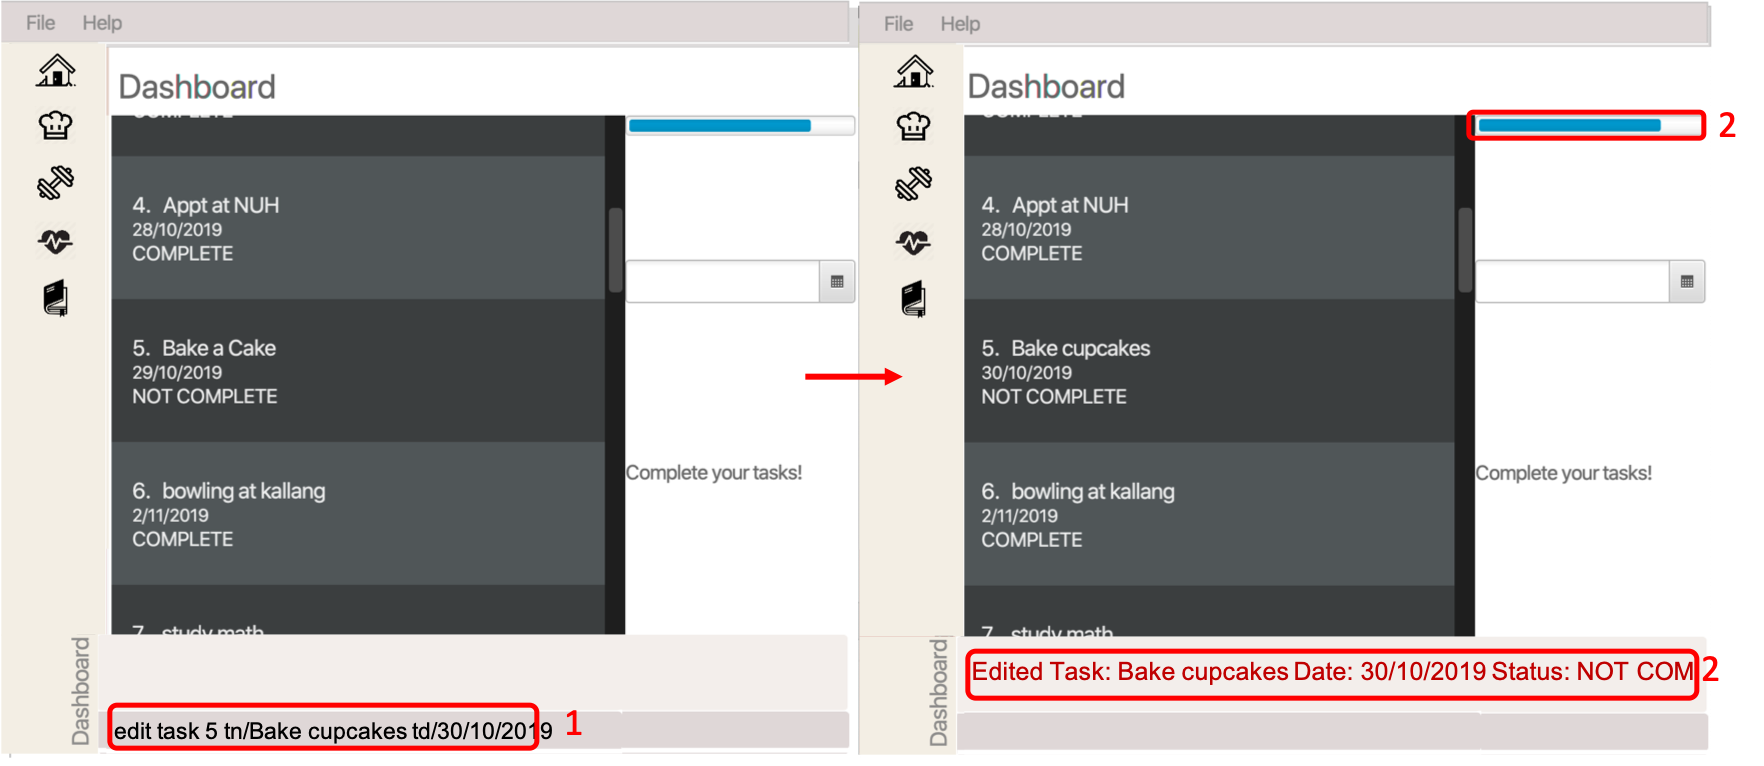 File Help
Dashboard
COMPLETE
4. Appt at NUH
28/10/2019
COMPLETE
5. Bake a Cake
29/10/2019
NOT COMPLETE
6. bowling at kallang
2/11/2019
COMPLETE
7. study math
Complete your tasks!
Dashboard
edit task 5 tn/Bake cupcakes td/30/10/2019
1
File Help
Dashboard
2
4. Appt at NUH
28/10/2019
COMPLETE
5. Bake cupcakes
30/10/2019
NOT COMPLETE
6. bowling at kallang
2/11/2019
COMPLETE
7. study math
Complete your tasks!
Dashboard
Edited Task: Bake cupcakes Date: 30/10/2019 Status: NOT COM
2